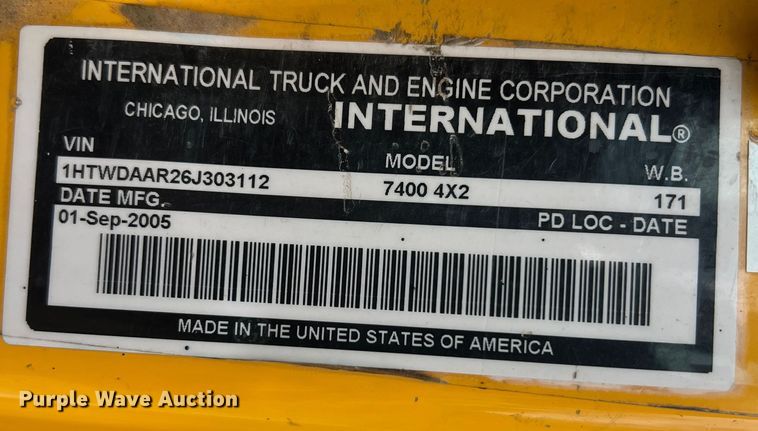 INTERNATIONAL TRUCK AND ENGINE CORPORATION
CHICAGO, ILLINOIS INTERNATIONAL®
VIN MODEL W.B.
1HTWDAAR26J303112 7400 4X2 171
DATE MFG. PD LOC - DATE
01-Sep-2005
MADE IN THE UNITED STATES OF AMERICA
Purple Wave Auction